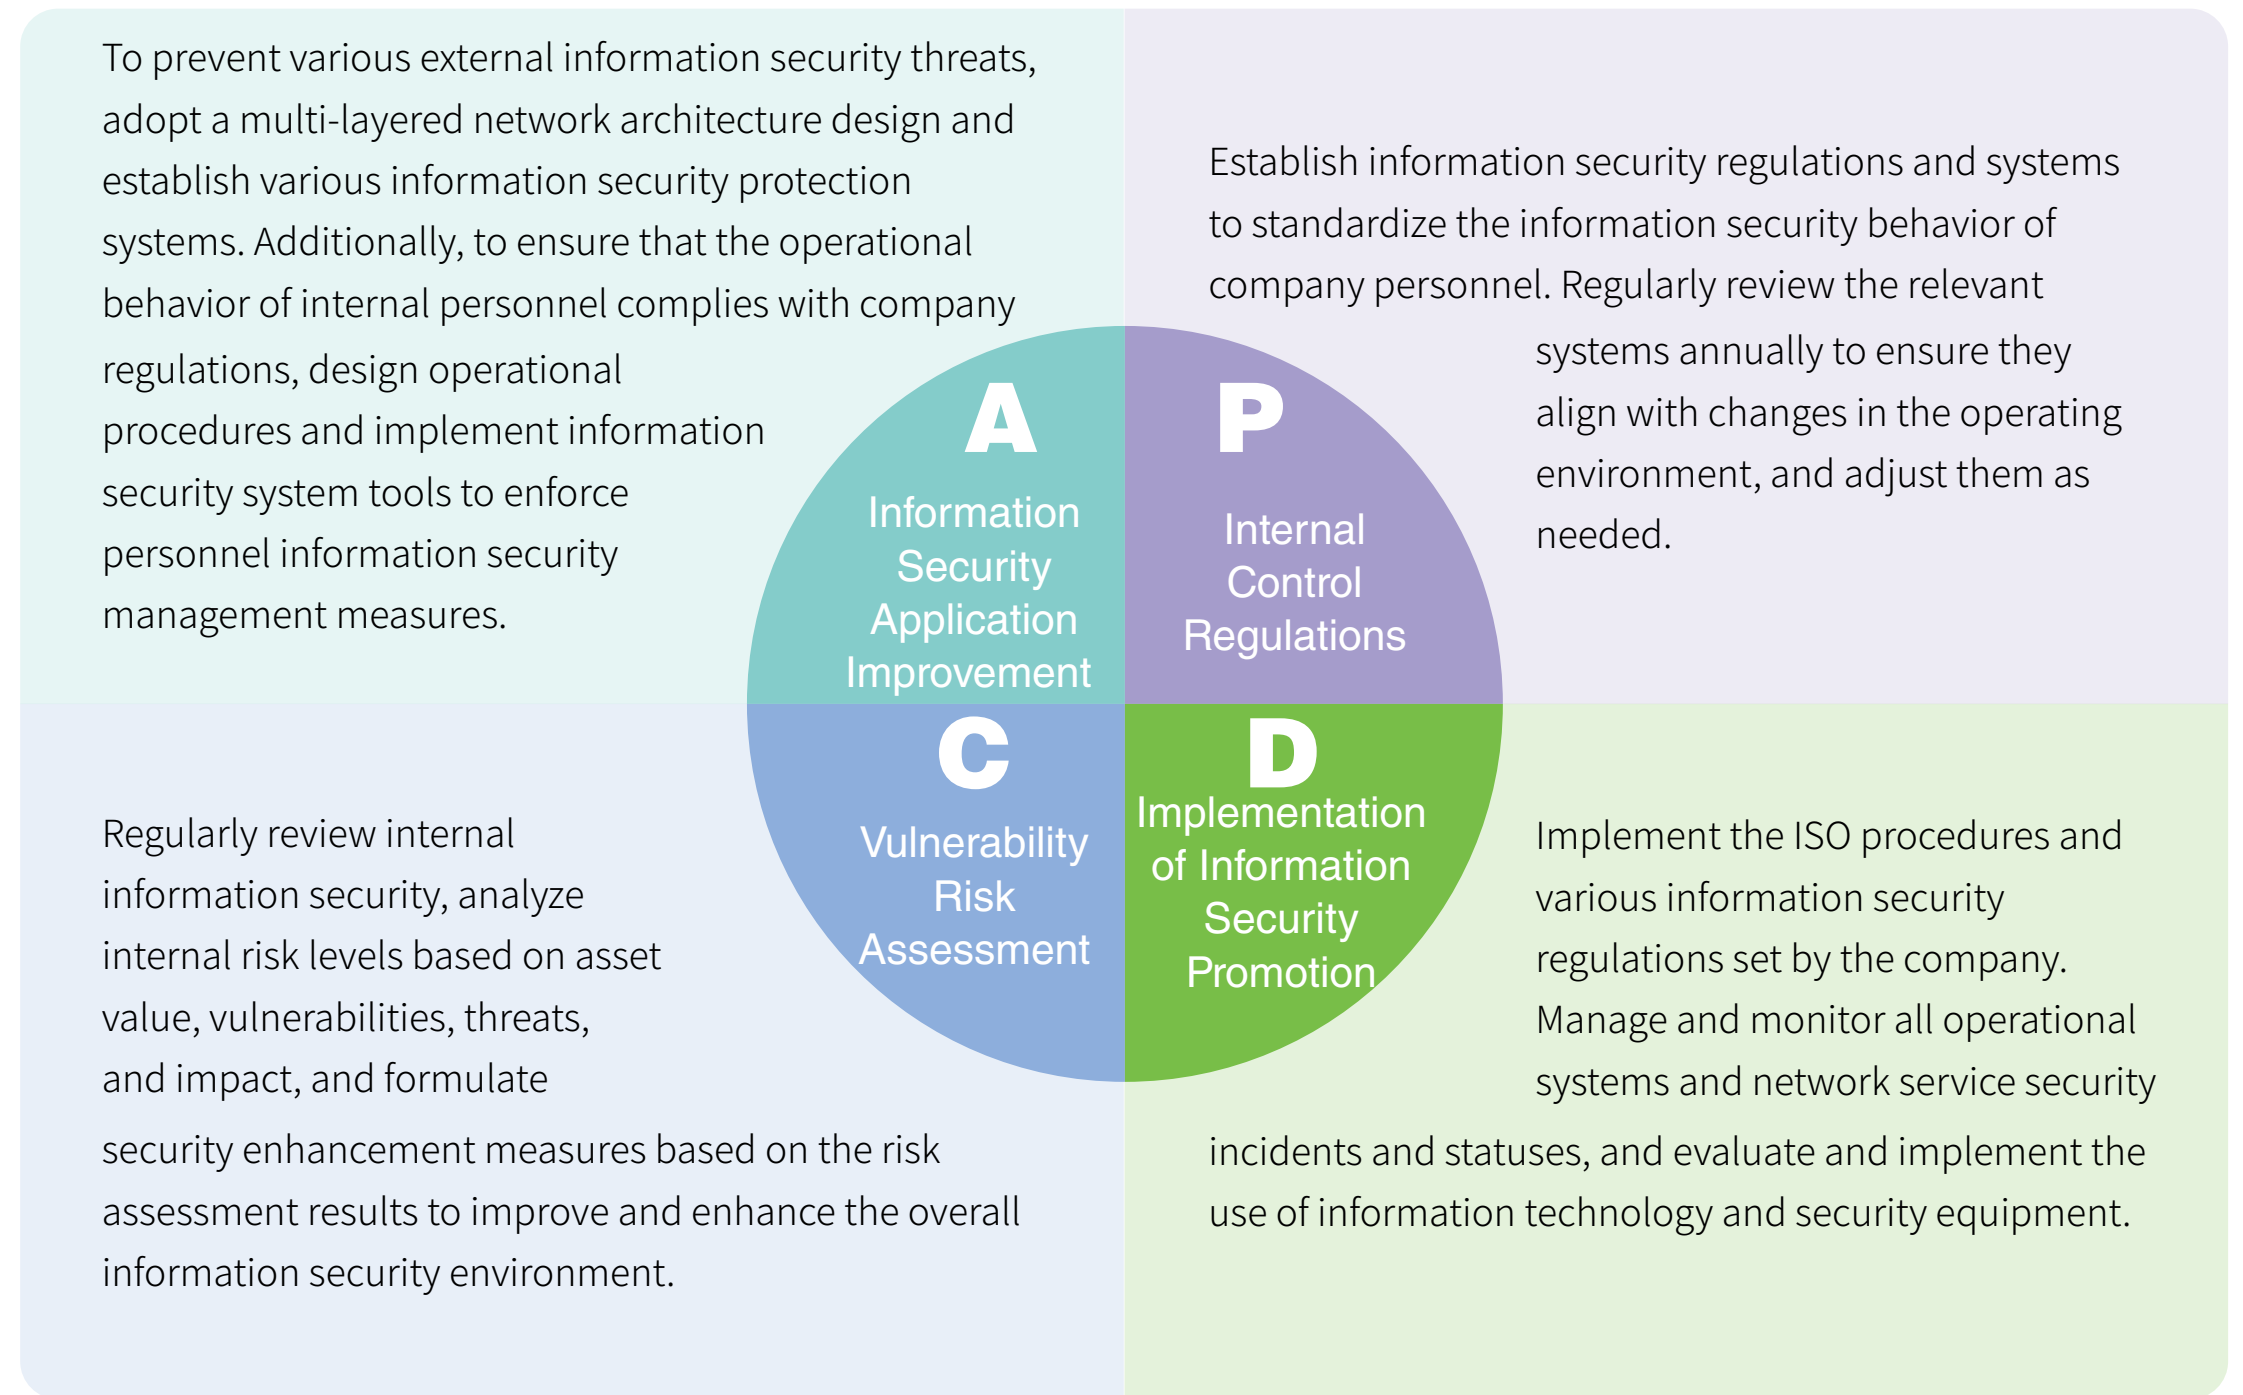 To prevent various external information security threats,
adopt a multi-layered network architecture design and
establish various information security protection
systems. Additionally, to ensure that the operational
behavior of internal personnel complies with company
regulations, design operational
procedures and implement information
security system tools to enforce
personnel information security
management measures.
A
Information
Security
Application
Improvement
P
Internal
Control
Regulations
Establish information security regulations and systems
to standardize the information security behavior of
company personnel. Regularly review the relevant
systems annually to ensure they
align with changes in the operating
environment, and adjust them as
needed.
Regularly review internal
information security, analyze
internal risk levels based on asset
value, vulnerabilities, threats,
and impact, and formulate
security enhancement measures based on the risk
assessment results to improve and enhance the overall
information security environment.
C
Vulnerability
Risk
Assessment
D
Implementation
of Information
Security
Promotion
Implement the ISO procedures and
various information security
regulations set by the company.
Manage and monitor all operational
systems and network service security
incidents and statuses, and evaluate and implement the
use of information technology and security equipment.